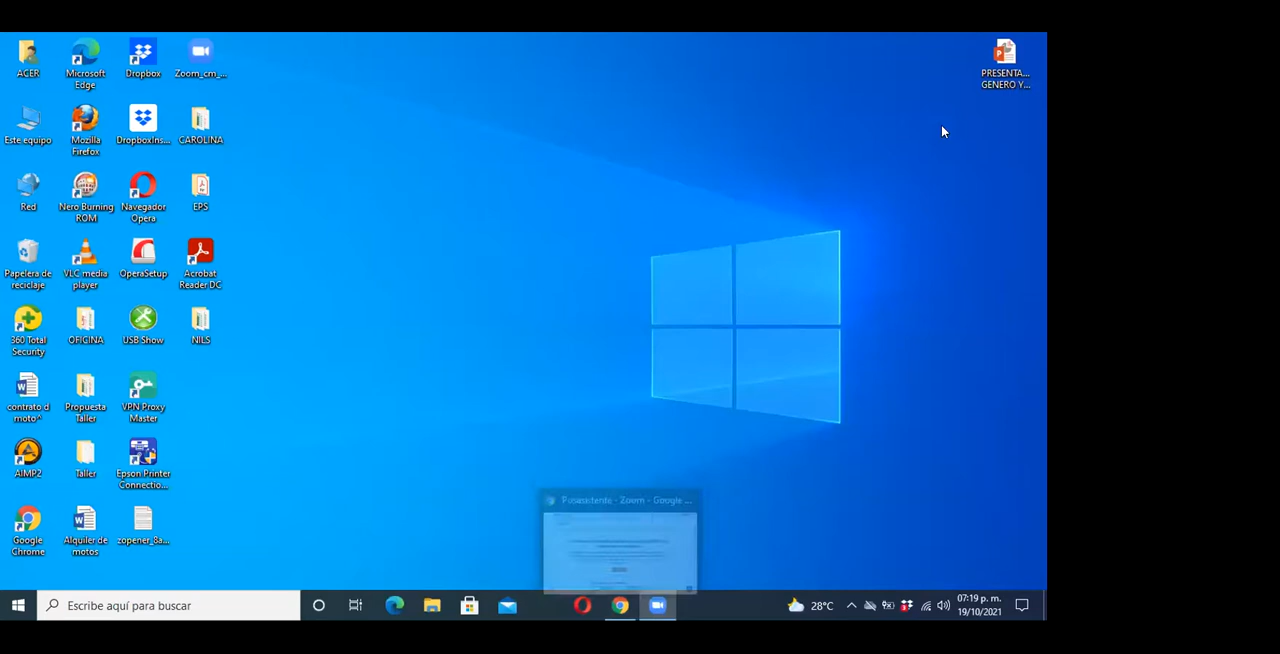 ACER
Microsoft
Edge
Dropbox
Zoom_cm_...
PRESENTA...
GENERO Y...
Este equipo
Mozilla
Firefox
DropboxIns...
CAROLINA
Red
Nero Burning
ROM
Navegador
Opera
EPS
Papelera de
reciclaje
VLC media
player
OperaSetup
Acrobat
Reader DC
360 Total
Security
OFICINA
USB Show
NILS
contrato d
moto^
Propuesta
Taller
VPN Proxy
Master
AIMP2
Taller
Epson Printer
Connectio...
Google
Chrome
Alquiler de
motos
zopener_8a...
Posasistente - Zoom - Google ...
Escribe aquí para buscar
28°C
07:19 p. m.
19/10/2021